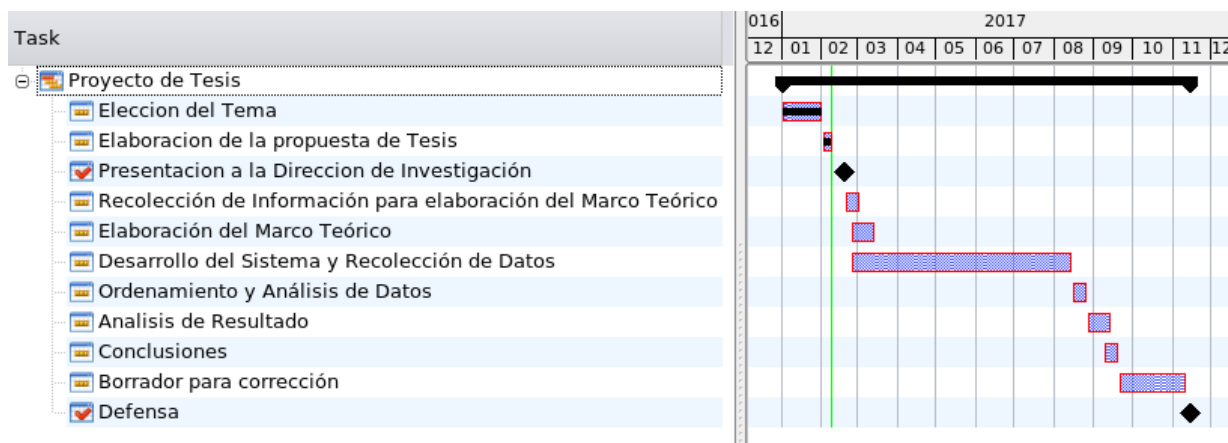 Task
016 2017
12 01 02 03 04 05 06 07 08 09 10 11 12
Proyecto de Tesis
Eleccion del Tema
Elaboracion de la propuesta de Tesis
Presentacion a la Direccion de Investigación
Recolección de Información para elaboración del Marco Teórico
Elaboración del Marco Teórico
Desarrollo del Sistema y Recolección de Datos
Ordenamiento y Análisis de Datos
Analisis de Resultado
Conclusiones
Borrador para corrección
Defensa